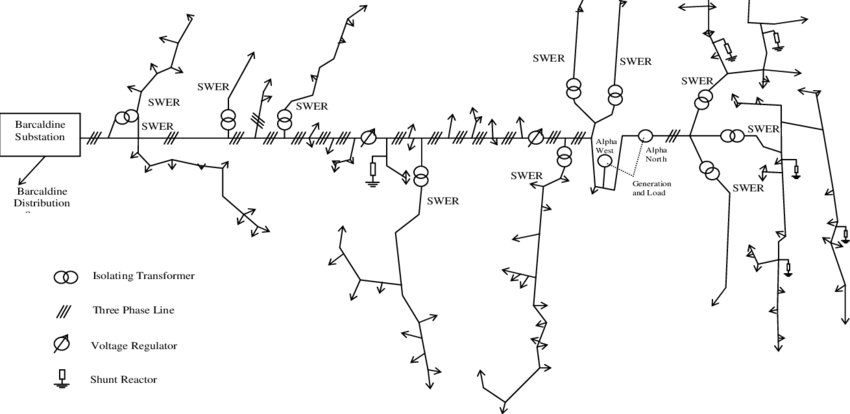 SWER
SWER
SWER
SWER
SWER
SWER
SWER
SWER
Barcaldine
Substation
SWER
SWER
Alpha
West
Alpha
North
SWER
SWER
Generation
and Load
Barcaldine
Distribution
Isolating Transformer
Three Phase Line
Voltage Regulator
Shunt Reactor